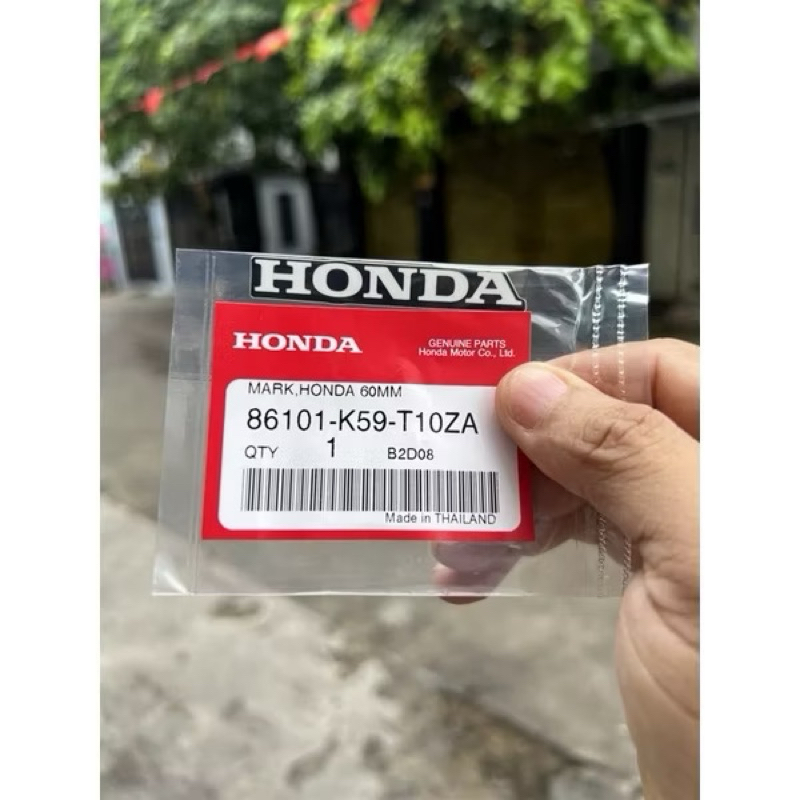 HONDA
HONDA
GENUINE PARTS
Honda Motor Co., Ltd.
MARK,HONDA 60MM
86101-K59-T10ZA
QTY 1 B2D08
Made in THAILAND